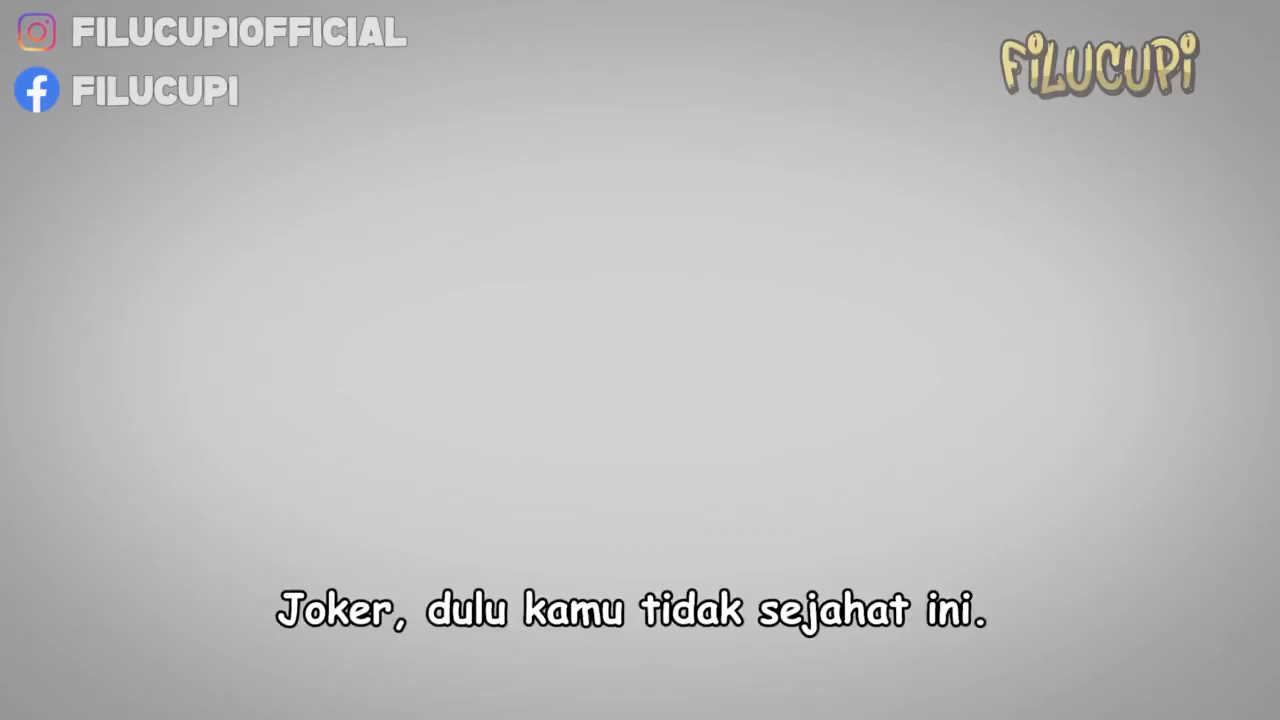 FILUCUPIOFFICIAL
FILUCUPI
FiLUCUPi
Joker, dulu kamu tidak sejahat ini.